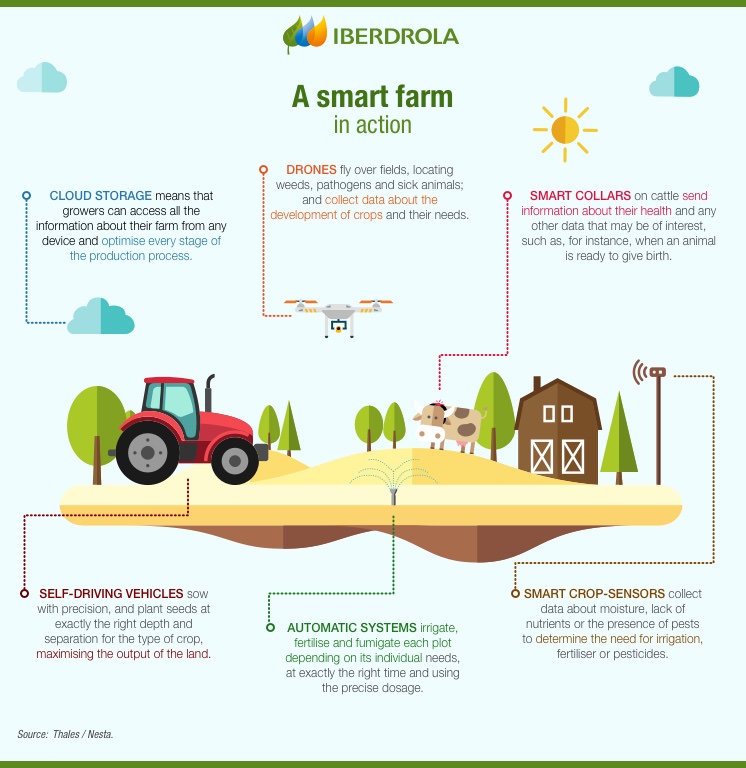 IBERDROLA
A smart farm
in action
DRONES fly over fields, locating
weeds, pathogens and sick animals;
and collect data about the
development of crops and their needs.
CLOUD STORAGE means that
growers can access all the
information about their farm from any
device and optimise every stage of
the production process.
SMART COLLARS on cattle send
information about their health and any
other data that may be of interest,
such as, for instance, when an animal
is ready to give birth.
SELF-DRIVING VEHICLES sow
with precision, and plant seeds at
exactly the right depth and
separation for the type of crop,
maximising the output of the land.
AUTOMATIC SYSTEMS irrigate,
fertilise and fumigate each plot
depending on its individual needs,
at exactly the right time and using
the precise dosage.
SMART CROP-SENSORS collect
data about moisture, lack of
nutrients or the presence of pests
to determine the need for irrigation,
fertiliser or pesticides.
Source: Thales / Nesta.